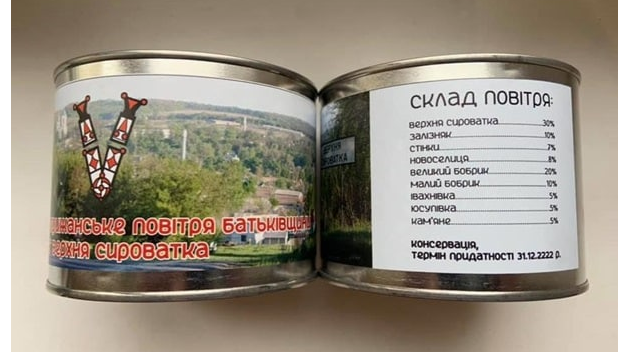 повітря батьківщини
верхня сироватка
СИРОВАТКА
СКЛАД ПОВІТРЯ:
ВЕРХНЯ СИРОВАТКА 30%
ЗАЛІЗНЯК 10%
СТІНКИ 7%
НОВОСЕЛИЦЯ 8%
ВЕЛИКИЙ БОБРИК 20%
МАЛИЙ БОБРИК 10%
ІВАХНІВКА 5%
ЮСУПІВКА 5%
КАМ'ЯНЕ 5%
КОНСЕРВАЦІЯ,
ТЕРМІН ПРИДАТНОСТІ 31.12.2222 Р.